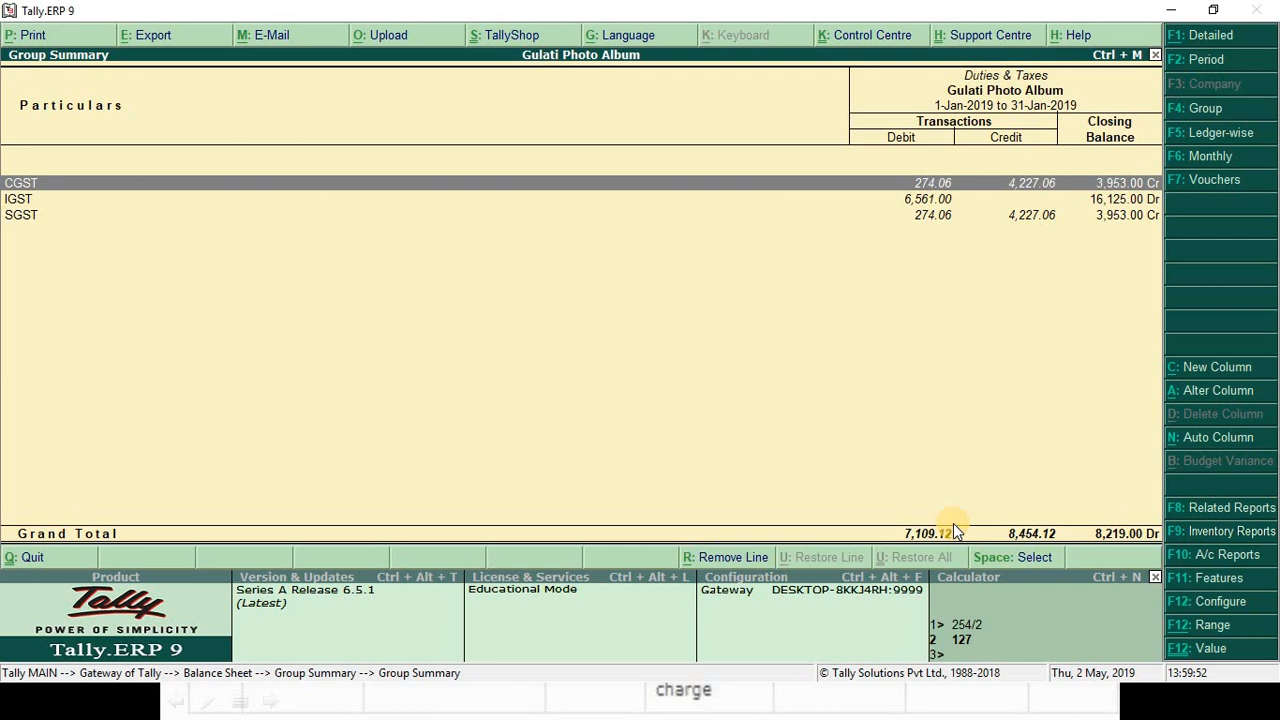 Tally.ERP 9
P: Print E: Export M: E-Mail O: Upload S: TallyShop G: Language K: Keyboard K: Control Centre H: Support Centre H: Help
Group Summary Gulati Photo Album Ctrl + M
Particulars
Duties & Taxes
Gulati Photo Album
1-Jan-2019 to 31-Jan-2019
Transactions Closing
Debit Credit Balance
CGST 274.06 4,227.06 3,953.00 Cr
IGST 6,561.00 16,125.00 Dr
SGST 274.06 4,227.06 3,953.00 Cr
Grand Total 7,109.12 8,454.12 8,219.00 Dr
F1: Detailed
F2: Period
F3: Company
F4: Group
F5: Ledger-wise
F6: Monthly
F7: Vouchers
C: New Column
A: Alter Column
D: Delete Column
N: Auto Column
B: Budget Variance
F8: Related Reports
F9: Inventory Reports
F10: A/c Reports
F11: Features
F12: Configure
F12: Range
F12: Value
Q: Quit R: Remove Line U: Restore Line U: Restore All Space: Select
Product Version & Updates Ctrl + Alt + T License & Services Ctrl + Alt + L Configuration Ctrl + Alt + F Calculator Ctrl + N
Tally
POWER OF SIMPLICITY
Tally.ERP 9
Series A Release 6.5.1
(Latest)
Educational Mode
Gateway DESKTOP-8KKJ4RH:9999
1> 254/2
2 127
3>
Tally MAIN --> Gateway of Tally --> Balance Sheet --> Group Summary --> Group Summary © Tally Solutions Pvt Ltd., 1988-2018 Thu, 2 May, 2019 13:59:52
charge